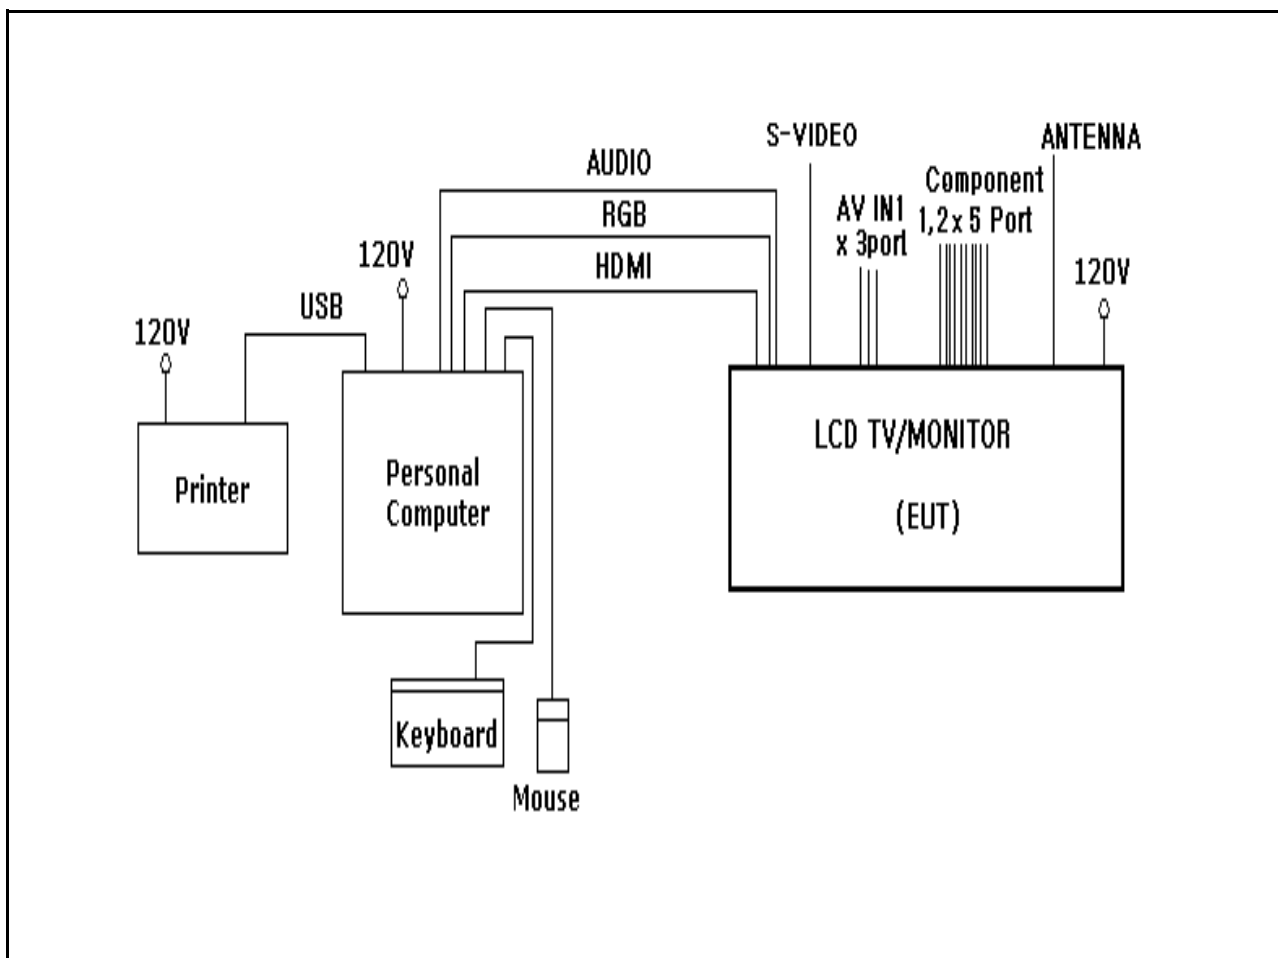 S-VIDEO
ANTENNA
AUDIO
Component
AV IN1
1,2 x 5 Port
RGB
x 3port
120V
HDMI
120V
USB
120V
LCD TV/MONITOR
Personal
Computer
Printer
(EUT)
Keyboard
Mouse